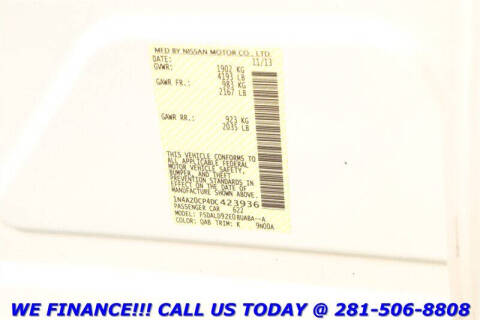 MFD BY NISSAN MOTOR CO., LTD.
DATE: 11/13
GVWR: 1902 KG
4193 LB
GAWR FR.: 983 KG
2167 LB
GAWR RR.: 923 KG
2035 LB
THIS VEHICLE CONFORMS TO
ALL APPLICABLE FEDERAL
MOTOR VEHICLE SAFETY,
BUMPER, AND THEFT
PREVENTION STANDARDS
IN EFFECT ON THE DATE OF
MANUFACTURE SHOWN ABOVE.
1N4AZ0CP4DC423936
PASSENGER CAR 622
MODEL: FSDALD92E0BUABA--A
COLOR: QAB TRIM: K 9N00A
WE FINANCE!!! CALL US TODAY @ 281-506-8808